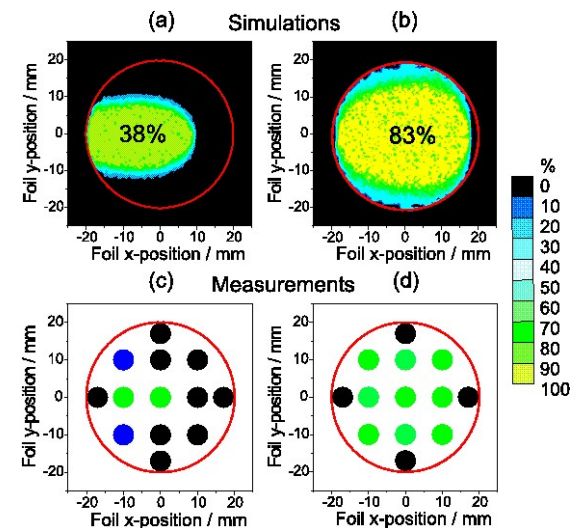 (a) Simulations (b)
Foil y-position / mm
20
10
0
-10
-20
38%
-20 -10 0 10 20
Foil x-position / mm
Foil y-position / mm
20
10
0
-10
-20
83%
-20 -10 0 10 20
Foil x-position / mm
%
0
10
20
30
40
50
60
70
80
90
100
(c) Measurements (d)
Foil y-position / mm
20
10
0
-10
-20
-20 -10 0 10 20
Foil x-position / mm
Foil y-position / mm
20
10
0
-10
-20
-20 -10 0 10 20
Foil x-position / mm